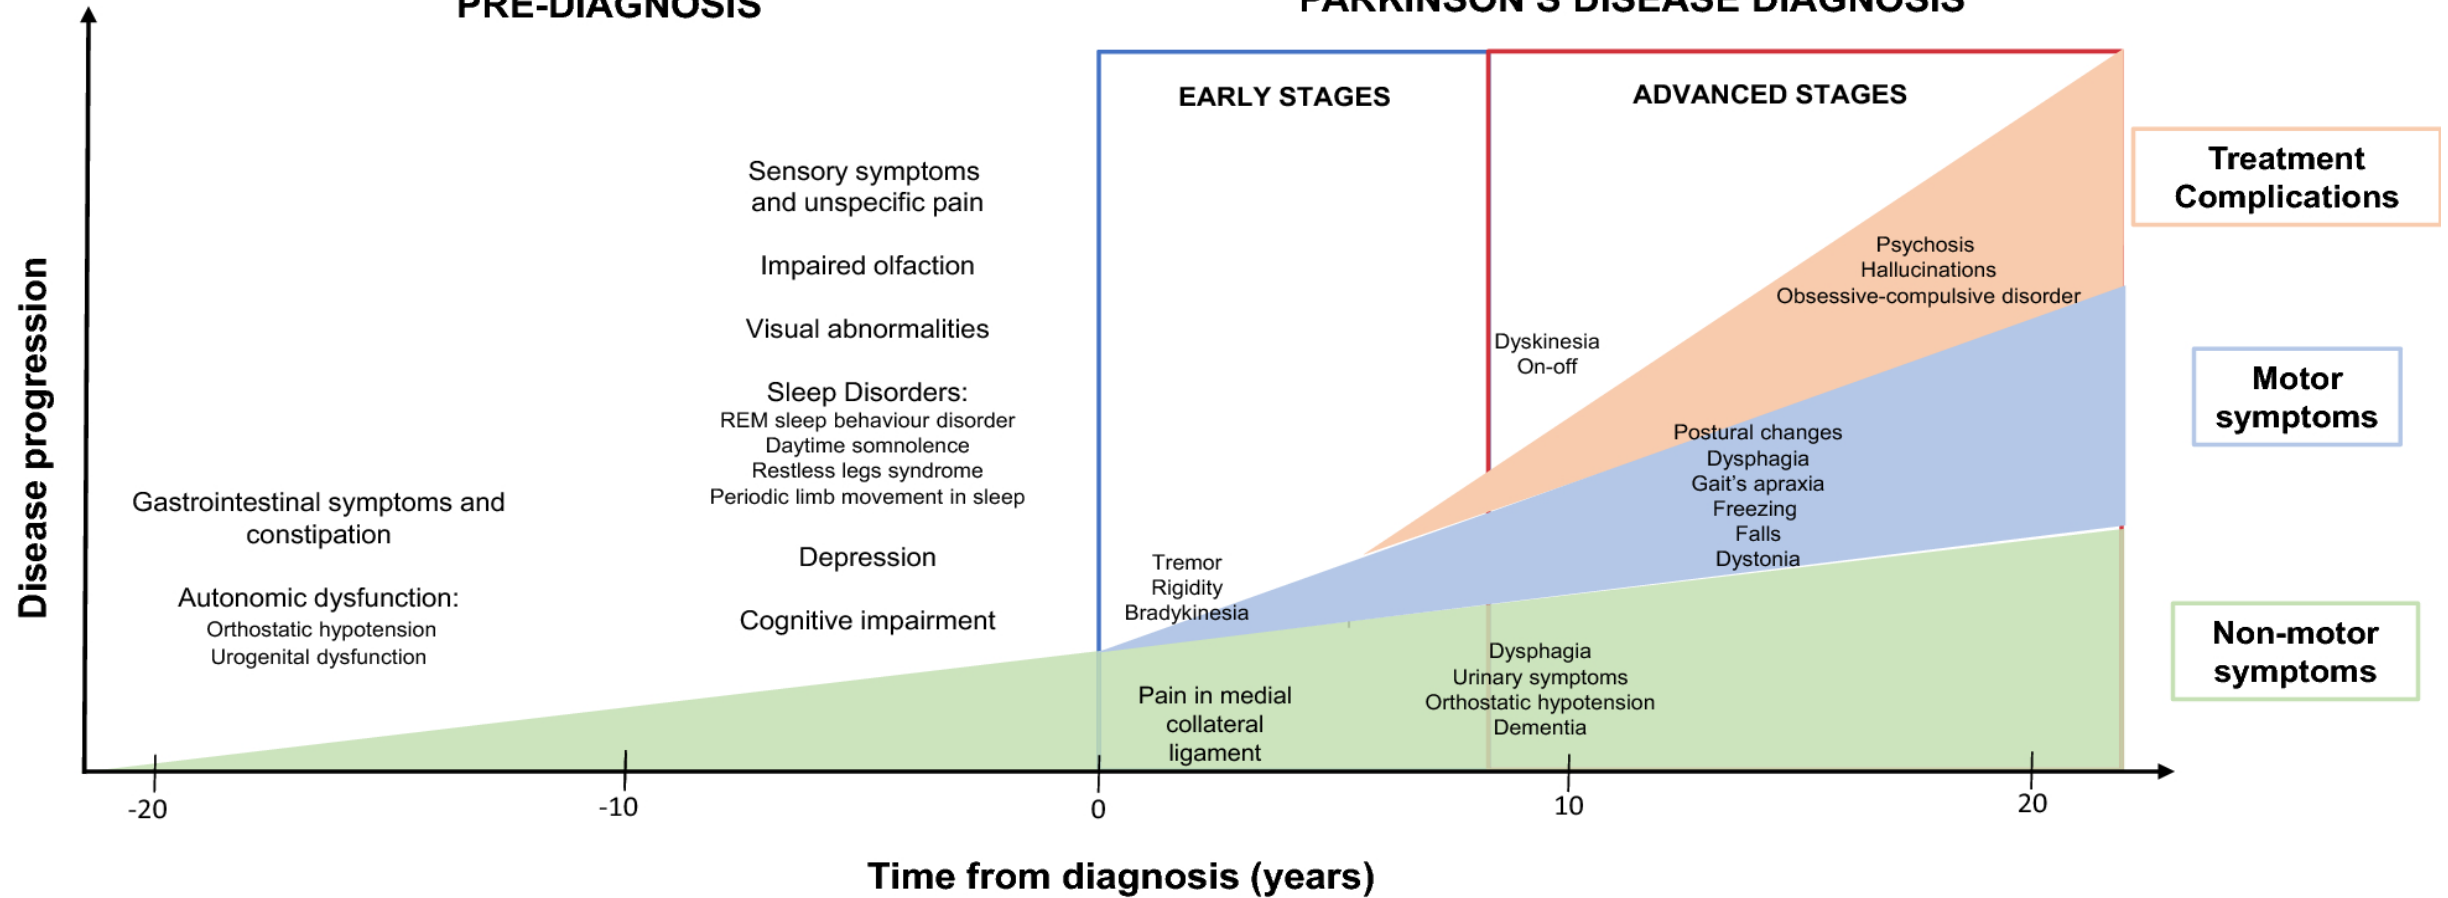 PRE-DIAGNOSIS
PARKINSON'S DISEASE DIAGNOSIS
EARLY STAGES
ADVANCED STAGES
Disease progression
Gastrointestinal symptoms and
constipation
Autonomic dysfunction:
Orthostatic hypotension
Urogenital dysfunction
Sensory symptoms
and unspecific pain
Impaired olfaction
Visual abnormalities
Sleep Disorders:
REM sleep behaviour disorder
Daytime somnolence
Restless legs syndrome
Periodic limb movement in sleep
Depression
Cognitive impairment
Tremor
Rigidity
Bradykinesia
Pain in medial
collateral
ligament
Dyskinesia
On-off
Psychosis
Hallucinations
Obsessive-compulsive disorder
Postural changes
Dysphagia
Gait's apraxia
Freezing
Falls
Dystonia
Dysphagia
Urinary symptoms
Orthostatic hypotension
Dementia
Treatment
Complications
Motor
symptoms
Non-motor
symptoms
-20
-10
0
10
20
Time from diagnosis (years)